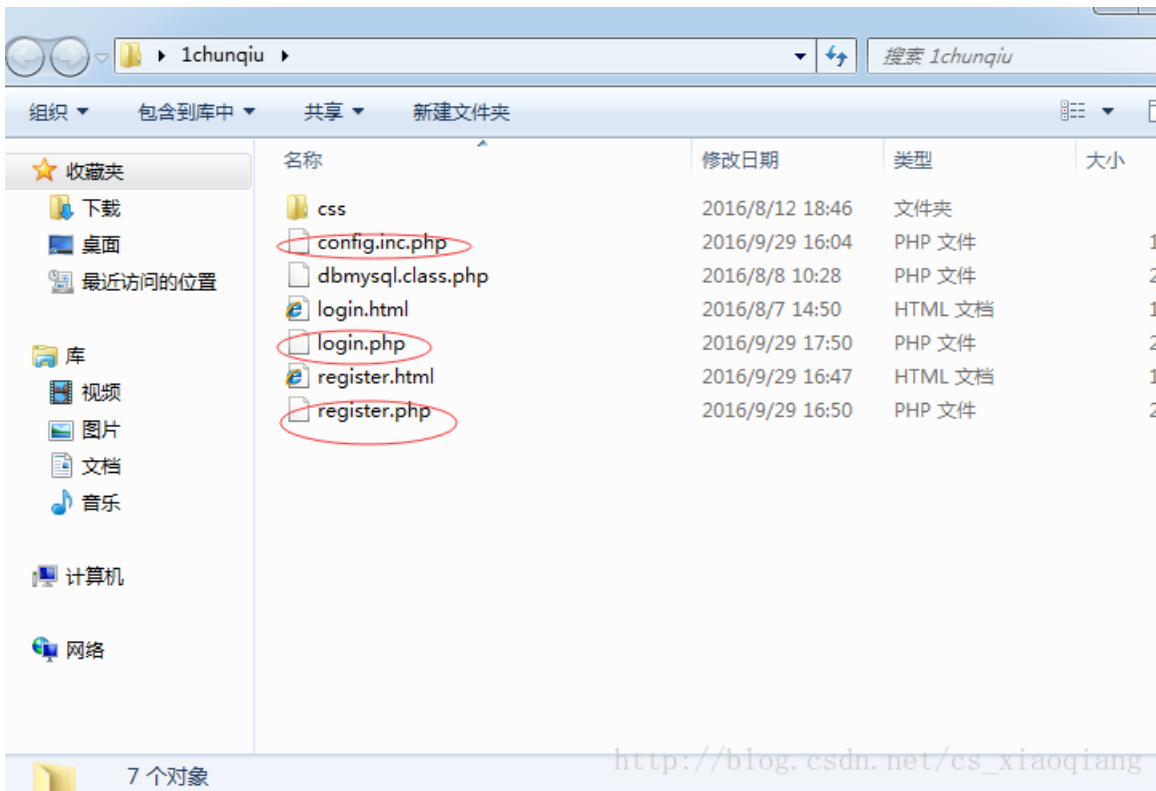 1chunqiu
搜索 1chunqiu
组织 包含到库中 共享 新建文件夹
收藏夹
下载
桌面
最近访问的位置
库
视频
图片
文档
音乐
计算机
网络
名称 修改日期 类型 大小
css 2016/8/12 18:46 文件夹
config.inc.php 2016/9/29 16:04 PHP 文件 1
dbmysql.class.php 2016/8/8 10:28 PHP 文件 2
login.html 2016/8/7 14:50 HTML 文档 1
login.php 2016/9/29 17:50 PHP 文件 2
register.html 2016/9/29 16:47 HTML 文档 1
register.php 2016/9/29 16:50 PHP 文件 2
7 个对象
http://blog.csdn.net/cs_xiaoqiang